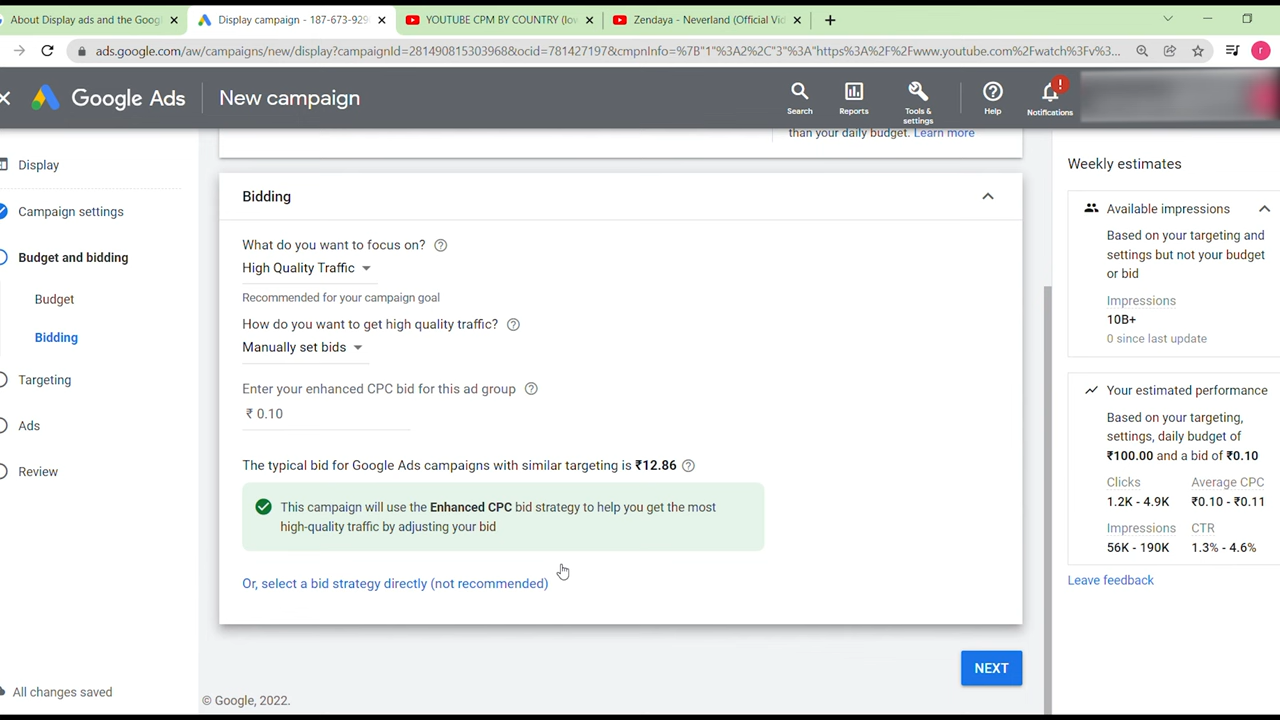 About Display ads and the Googl
Display campaign - 187-673-929
YOUTUBE CPM BY COUNTRY (low
Zendaya - Neverland (Official Vid
ads.google.com/aw/campaigns/new/display?campaignId=281490815303968&ocid=781427197&cmpnInfo=%7B"1"%3A2%2C"3"%3A"https%3A%2F%2Fwww.youtube.com%2Fwatch%3Fv%3...
r
Google Ads
New campaign
Search
Reports
Tools & settings
Help
Notifications
than your daily budget. Learn more
Display
Campaign settings
Budget and bidding
Budget
Bidding
Targeting
Ads
Review
All changes saved
Bidding
What do you want to focus on?
High Quality Traffic
Recommended for your campaign goal
How do you want to get high quality traffic?
Manually set bids
Enter your enhanced CPC bid for this ad group
₹ 0.10
The typical bid for Google Ads campaigns with similar targeting is ₹12.86
This campaign will use the Enhanced CPC bid strategy to help you get the most
high-quality traffic by adjusting your bid
Or, select a bid strategy directly (not recommended)
NEXT
© Google, 2022.
Weekly estimates
Available impressions
Based on your targeting and
settings but not your budget
or bid
Impressions
10B+
0 since last update
Your estimated performance
Based on your targeting,
settings, daily budget of
₹100.00 and a bid of ₹0.10
Clicks Average CPC
1.2K - 4.9K ₹0.10 - ₹0.11
Impressions CTR
56K - 190K 1.3% - 4.6%
Leave feedback